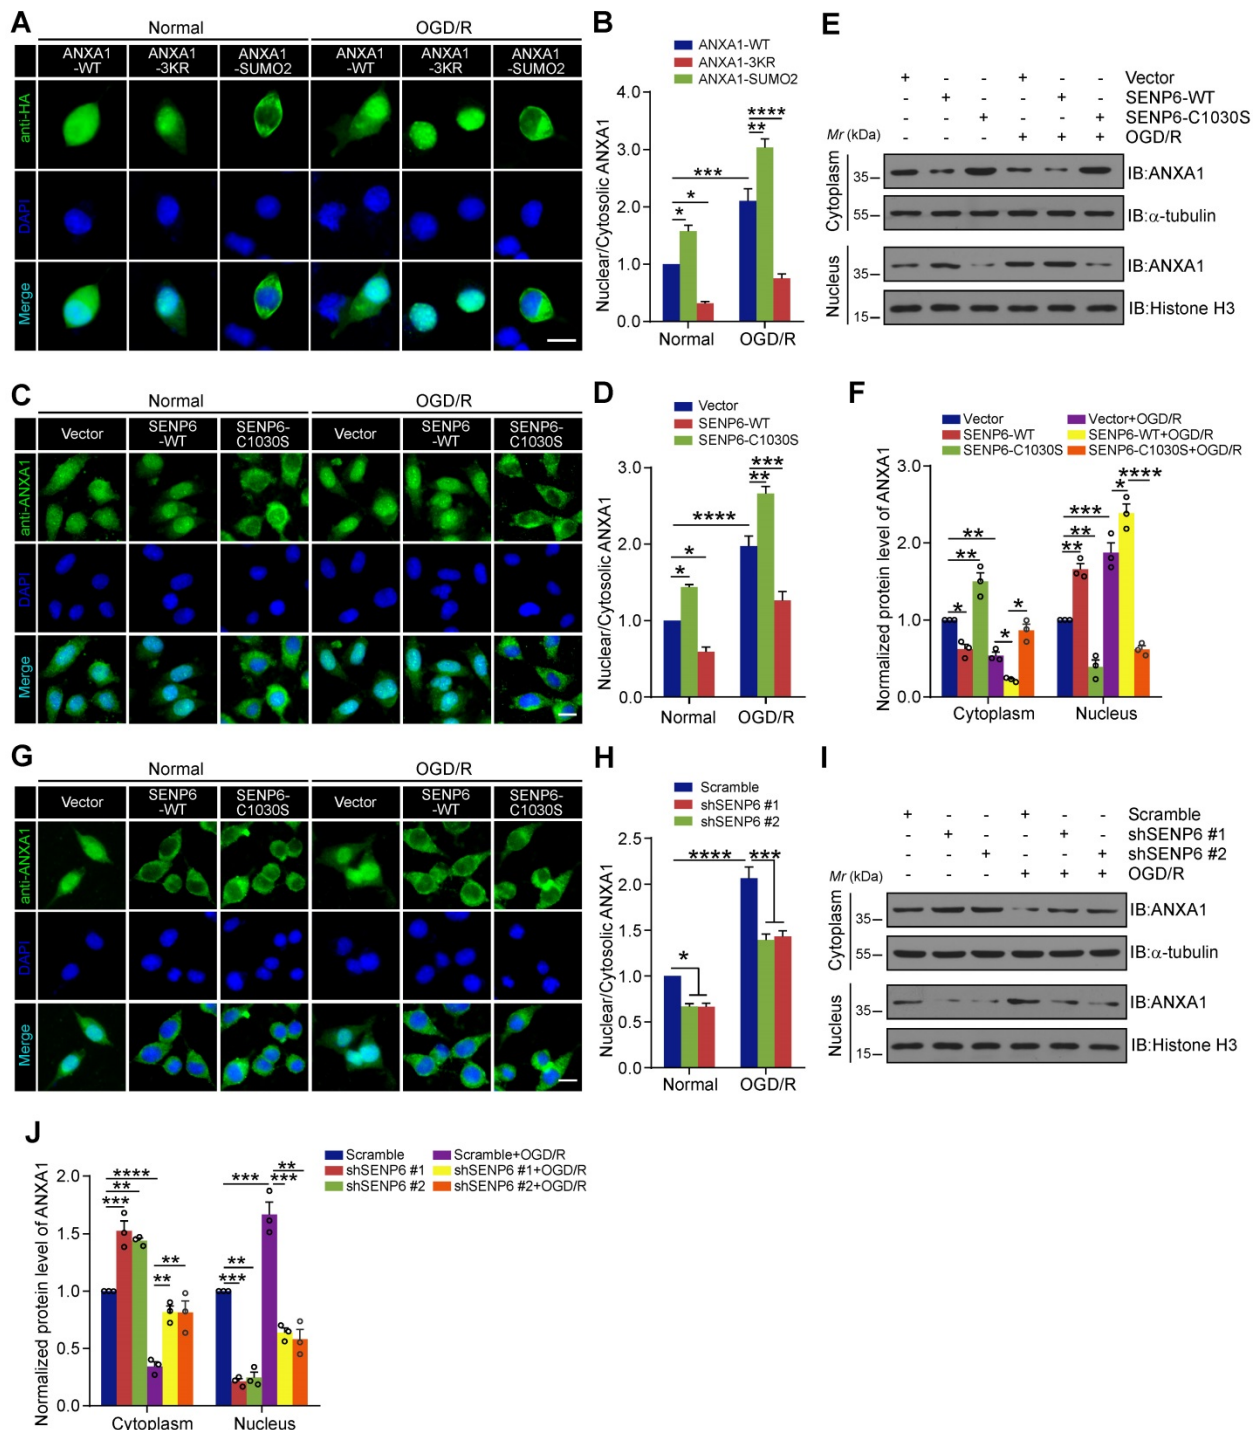 A
Normal
OGD/R
ANXA1 -WT
ANXA1 -3KR
ANXA1 -SUMO2
ANXA1 -WT
ANXA1 -3KR
ANXA1 -SUMO2
anti-HA
DAPI
Merge
B
ANXA1-WT
ANXA1-3KR
ANXA1-SUMO2
Nuclear/Cytosolic ANXA1
4.0
3.0
2.0
1.0
0.0
*
*
***
**
****
Normal
OGD/R
E
+ - - + - - Vector
- + - - + - SENP6-WT
- - + - - + SENP6-C1030S
Mr (kDa) - - - + + + OGD/R
Cytoplasm
35
IB:ANXA1
55
IB:α-tubulin
Nucleus
35
IB:ANXA1
15
IB:Histone H3
C
Normal
OGD/R
Vector
SENP6 -WT
SENP6- C1030S
Vector
SENP6 -WT
SENP6- C1030S
anti-ANXA1
DAPI
Merge
D
Vector
SENP6-WT
SENP6-C1030S
Nuclear/Cytosolic ANXA1
3.0
2.0
1.0
0.0
*
*
****
**
***
Normal
OGD/R
F
Vector
SENP6-WT
SENP6-C1030S
Vector+OGD/R
SENP6-WT+OGD/R
SENP6-C1030S+OGD/R
Normalized protein level of ANXA1
3.0
2.0
1.0
0.0
**
**
*
*
*
***
**
**
*
****
Cytoplasm
Nucleus
G
Normal
OGD/R
Vector
SENP6 -WT
SENP6- C1030S
Vector
SENP6 -WT
SENP6- C1030S
anti-ANXA1
DAPI
Merge
H
Scramble
shSENP6 #1
shSENP6 #2
Nuclear/Cytosolic ANXA1
2.5
2.0
1.5
1.0
0.5
0.0
*
****
***
Normal
OGD/R
I
+ - - + - - Scramble
- + - - + - shSENP6 #1
- - + - - + shSENP6 #2
Mr (kDa) - - - + + + OGD/R
Cytoplasm
35
IB:ANXA1
55
IB:α-tubulin
Nucleus
35
IB:ANXA1
15
IB:Histone H3
J
Scramble
shSENP6 #1
shSENP6 #2
Scramble+OGD/R
shSENP6 #1+OGD/R
shSENP6 #2+OGD/R
Normalized protein level of ANXA1
2.0
1.5
1.0
0.5
0.0
****
**
***
**
**
***
**
***
**
***
Cytoplasm
Nucleus